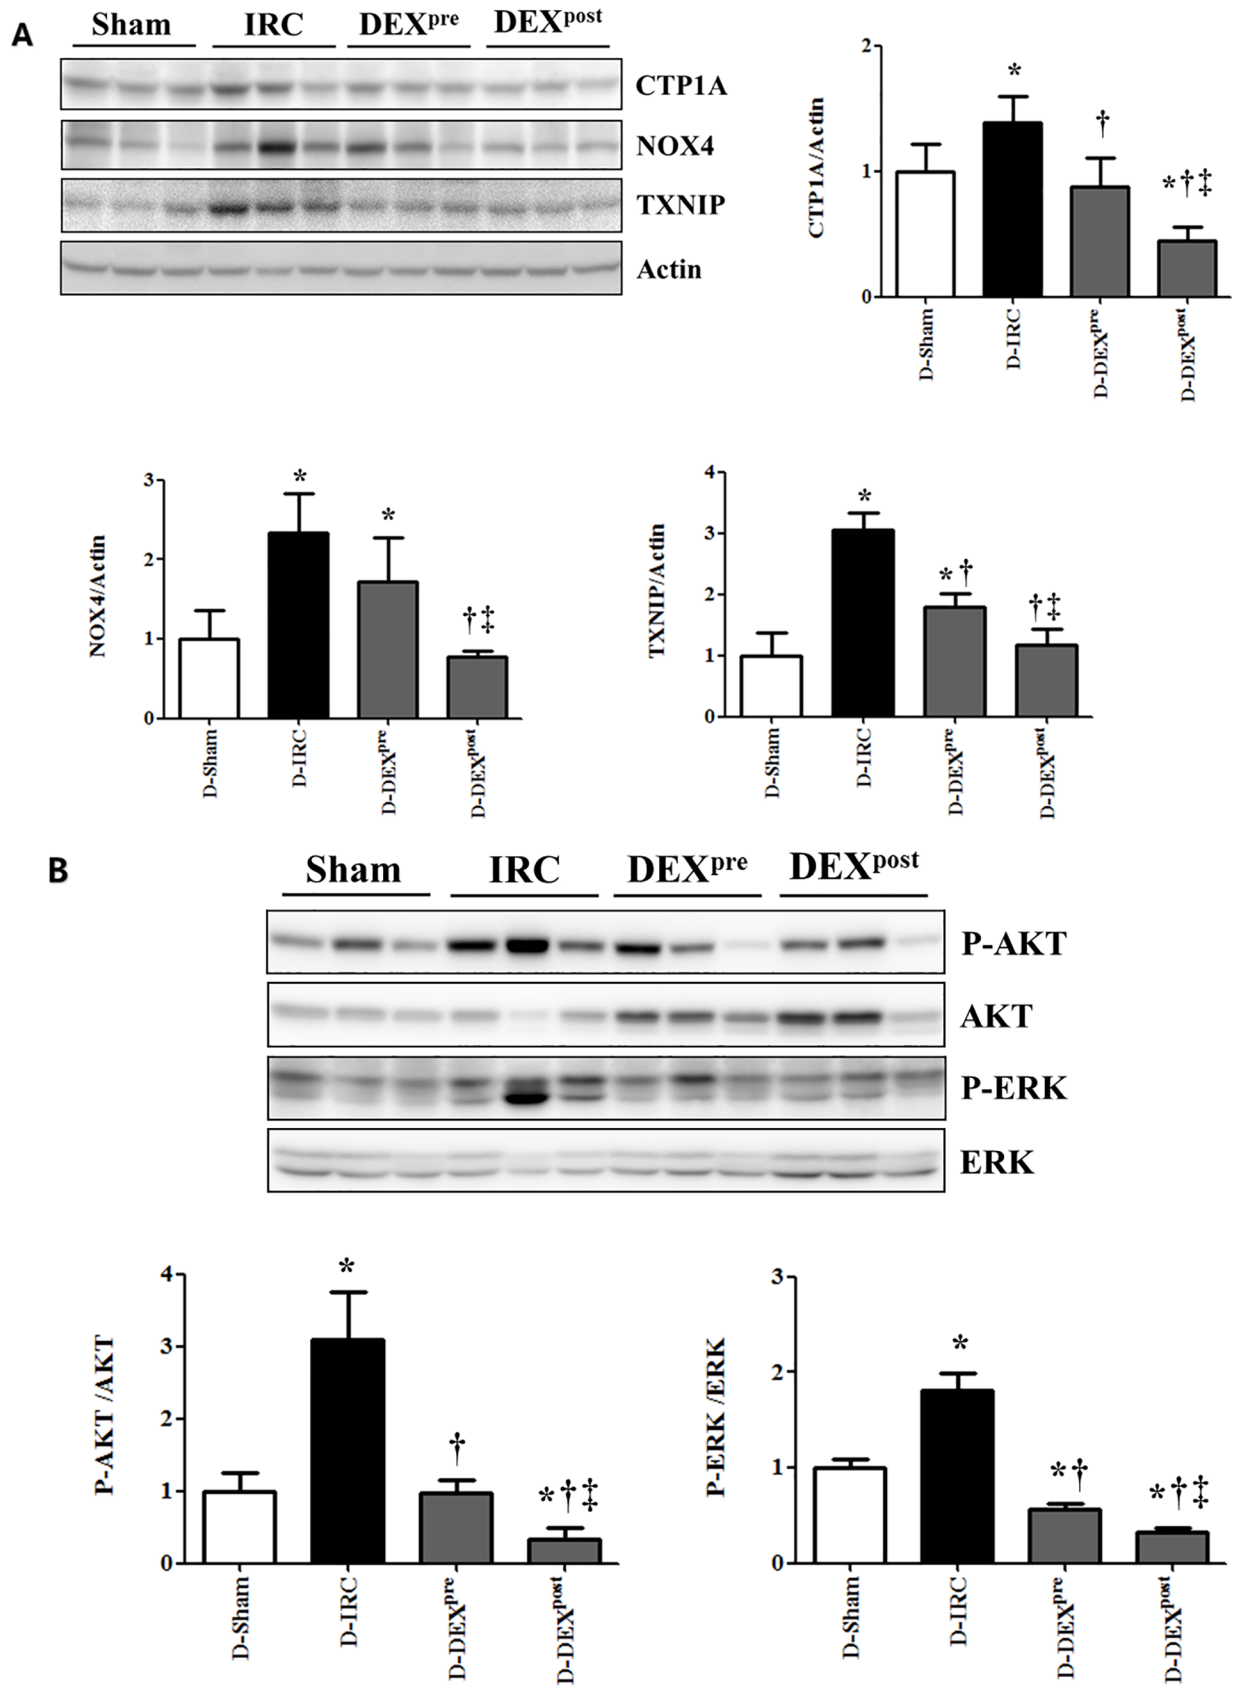 A
Sham IRC DEXpre DEXpost
CTP1A
NOX4
TXNIP
Actin
CTP1A/Actin
2
1
0
* † *†‡
D-Sham D-IRC D-DEXpre D-DEXpost
NOX4/Actin
3
2
1
0
* * †‡
D-Sham D-IRC D-DEXpre D-DEXpost
TXNIP/Actin
4
3
2
1
0
* *† †‡
D-Sham D-IRC D-DEXpre D-DEXpost
B
Sham IRC DEXpre DEXpost
P-AKT
AKT
P-ERK
ERK
P-AKT /AKT
4
3
2
1
0
* † *†‡
D-Sham D-IRC D-DEXpre D-DEXpost
P-ERK /ERK
3
2
1
0
* *† *†‡
D-Sham D-IRC D-DEXpre D-DEXpost